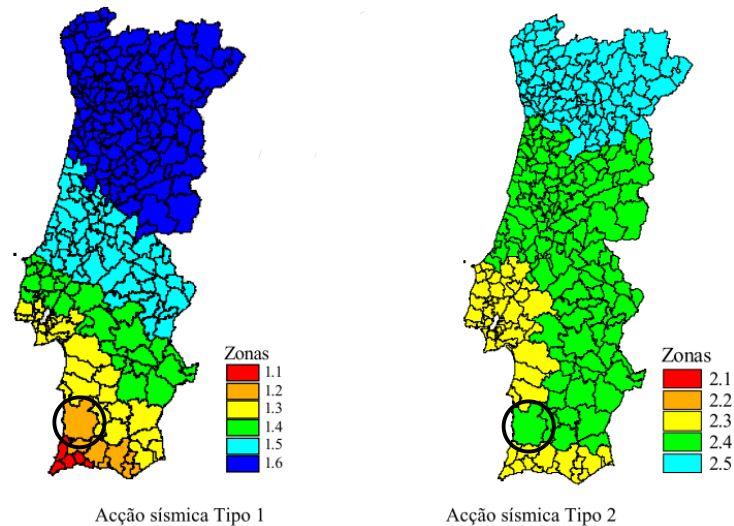 Zonas
1.1
1.2
1.3
1.4
1.5
1.6
Acção sísmica Tipo 1
Zonas
2.1
2.2
2.3
2.4
2.5
Acção sísmica Tipo 2